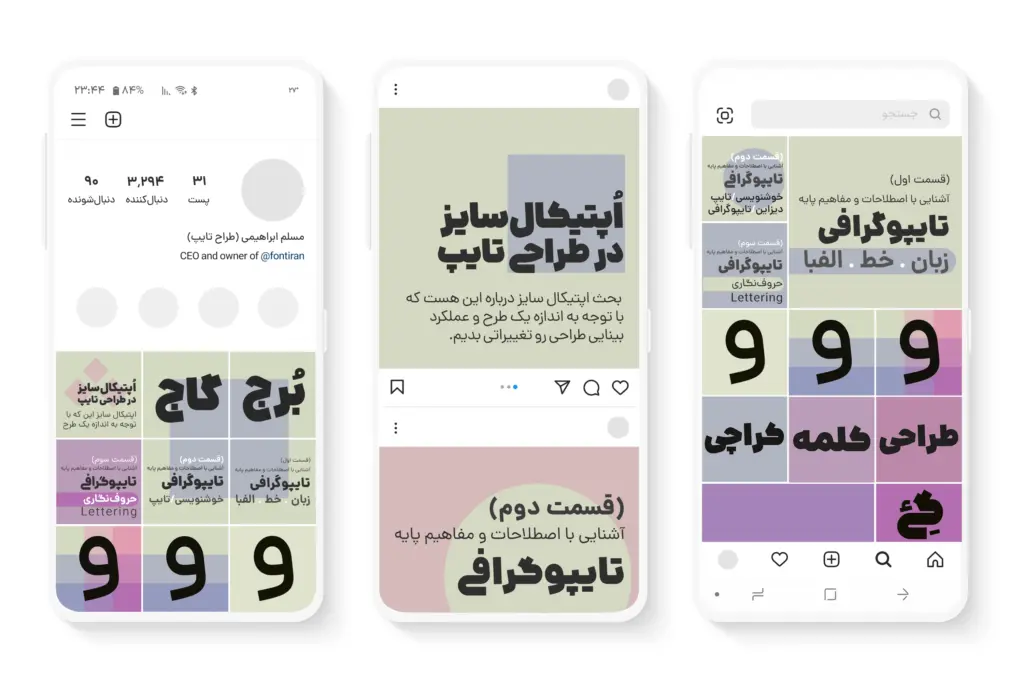 ۲۳:۴۴
۸۴%
۲۳°
۳۱
۳,۲۹۴
۹۰
پست
دنبال‌کننده
دنبال‌شونده
مسلم ابراهیمی (طراح تایپ)
CEO and owner of @fontiran
بُرج
گاج
اُپتیکال سایز
در طراحی تایپ
اپتیکال سایز این که با
توجه به اندازه یک طرح
(قسمت اول)
آشنایی با اصطلاحات و مفاهیم پایه
تایپوگرافی
زبان . خط . الفبا
(قسمت دوم)
آشنایی با اصطلاحات و مفاهیم پایه
تایپوگرافی
خوشنویسی/تایپ
(قسمت سوم)
آشنایی با اصطلاحات و مفاهیم پایه
تایپوگرافی
حروف‌نگاری
Lettering
و
و
و
اُپتیکال سایز
در طراحی تایپ
بحث اپتیکال سایز درباره این هست که
با توجه به اندازه یک طرح و عملکرد
بینایی طراحی رو تغییراتی بدیم.
(قسمت دوم)
آشنایی با اصطلاحات و مفاهیم پایه
تایپوگرافی
جستجو
(قسمت اول)
آشنایی با اصطلاحات و مفاهیم پایه
تایپوگرافی
زبان . خط . الفبا
(قسمت دوم)
آشنایی با اصطلاحات و مفاهیم پایه
تایپوگرافی
خوشنویسی/تایپ
دیزاین/تایپوگرافی
(قسمت سوم)
آشنایی با اصطلاحات و مفاهیم پایه
تایپوگرافی
حروف‌نگاری
Lettering
و
و
و
طراحی
کلمه
کراچی